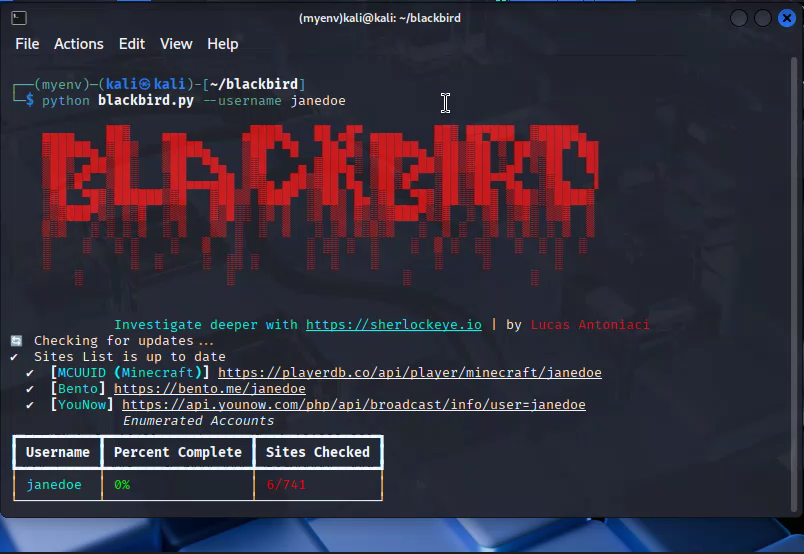 (myenv)kali@kali: ~/blackbird
File Actions Edit View Help
┌──(myenv)─(kali㉿kali)-[~/blackbird]
└─$ python blackbird.py --username janedoe
BLACKBIRD
Investigate deeper with https://sherlockeye.io | by Lucas Antoniaci
🔄 Checking for updates...
✔ Sites List is up to date
✔ [MCUUID (Minecraft)] https://playerdb.co/api/player/minecraft/janedoe
✔ [Bento] https://bento.me/janedoe
✔ [YouNow] https://api.younow.com/php/api/broadcast/info/user=janedoe
Enumerated Accounts
Username Percent Complete Sites Checked
janedoe 0% 6/741